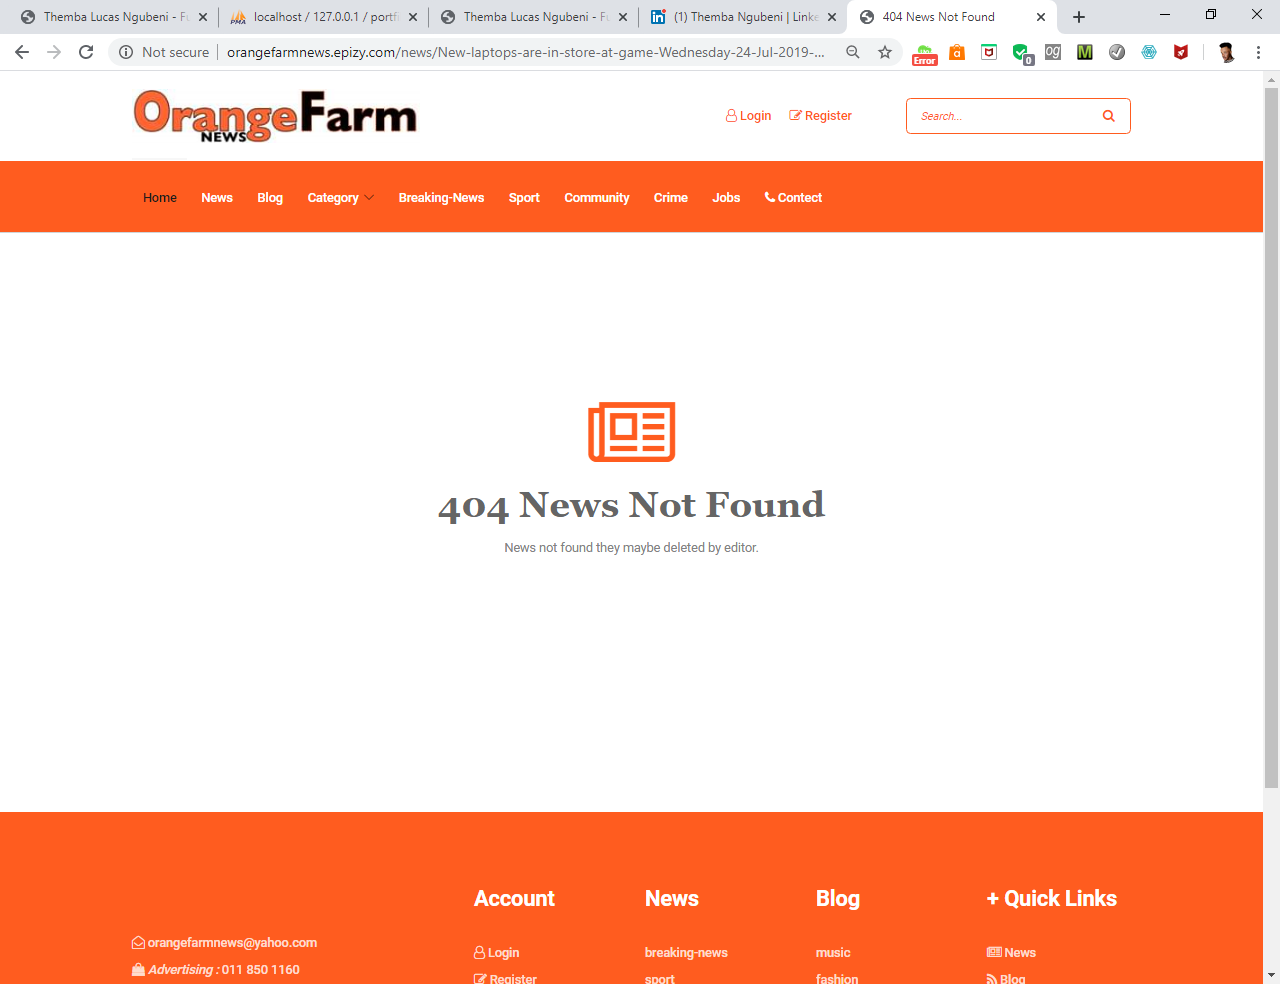 Themba Lucas Ngubeni - Fu
localhost / 127.0.0.1 / portfi
Themba Lucas Ngubeni - Fu
(1) Themba Ngubeni | Linke
404 News Not Found
Not secure
orangefarmnews.epizy.com/news/New-laptops-are-in-store-at-game-Wednesday-24-Jul-2019-...
Error
0
og
M
OrangeFarm
NEWS
Login
Register
Search...
Home
News
Blog
Category
Breaking-News
Sport
Community
Crime
Jobs
Contect
404 News Not Found
News not found they maybe deleted by editor.
orangefarmnews@yahoo.com
Advertising : 011 850 1160
Account
Login
Register
News
breaking-news
sport
Blog
music
fashion
+ Quick Links
News
Blog